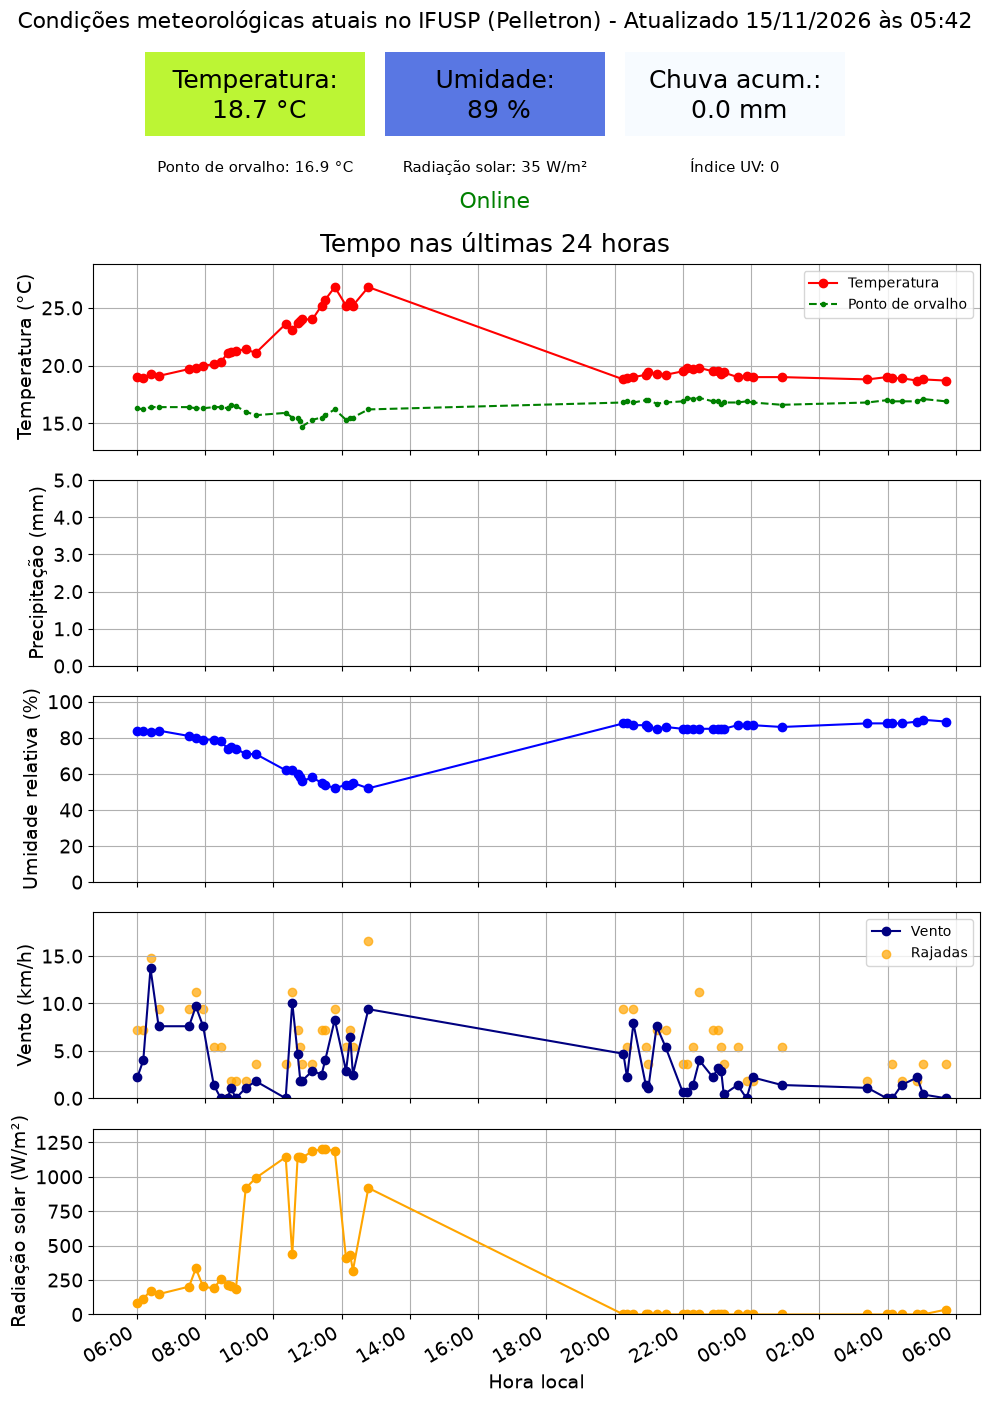 Condições meteorológicas atuais no IFUSP (Pelletron) - Atualizado 15/11/2026 às 05:42
Temperatura:
18.7 °C
Umidade:
89 %
Chuva acum.:
0.0 mm
Ponto de orvalho: 16.9 °C
Radiação solar: 35 W/m²
Índice UV: 0
Online
Tempo nas últimas 24 horas
Temperatura (°C)
25.0
20.0
15.0
Temperatura
Ponto de orvalho
Precipitação (mm)
5.0
4.0
3.0
2.0
1.0
0.0
Umidade relativa (%)
100
80
60
40
20
0
Vento (km/h)
15.0
10.0
5.0
0.0
Vento
Rajadas
Radiação solar (W/m²)
1250
1000
750
500
250
0
06:00 08:00 10:00 12:00 14:00 16:00 18:00 20:00 22:00 00:00 02:00 04:00 06:00
Hora local